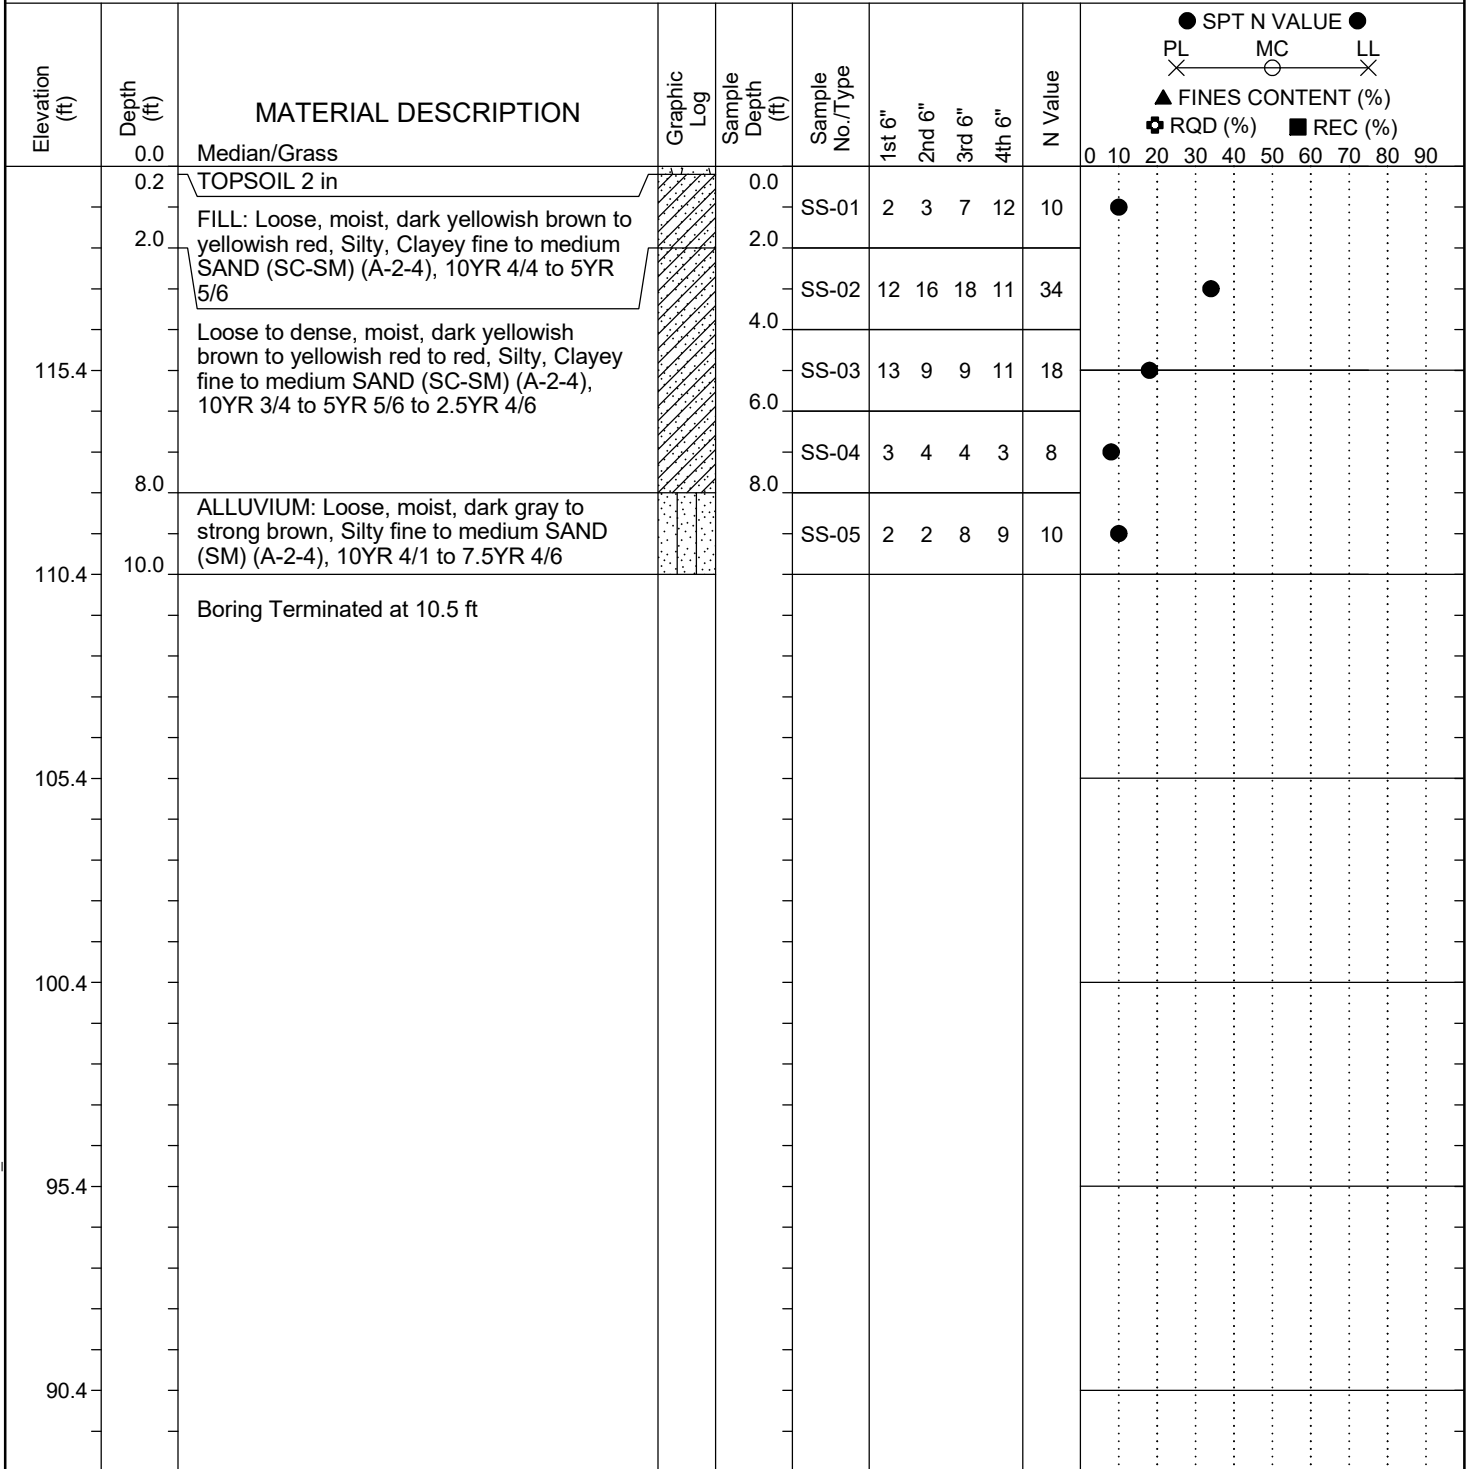 ● SPT N VALUE ●
PL MC LL
▲ FINES CONTENT (%)
RQD (%) ■ REC (%)
0 10 20 30 40 50 60 70 80 90
Elevation (ft)
Depth (ft)
MATERIAL DESCRIPTION
Graphic Log
Sample Depth (ft)
Sample No./Type
1st 6"
2nd 6"
3rd 6"
4th 6"
N Value
0.0 Median/Grass
0.2 TOPSOIL 2 in 0.0
SS-01 2 3 7 12 10
FILL: Loose, moist, dark yellowish brown to
2.0 yellowish red, Silty, Clayey fine to medium 2.0
SAND (SC-SM) (A-2-4), 10YR 4/4 to 5YR
5/6
SS-02 12 16 18 11 34
4.0
Loose to dense, moist, dark yellowish
brown to yellowish red to red, Silty, Clayey
115.4 fine to medium SAND (SC-SM) (A-2-4), SS-03 13 9 9 11 18
10YR 3/4 to 5YR 5/6 to 2.5YR 4/6 6.0
SS-04 3 4 4 3 8
8.0 8.0
ALLUVIUM: Loose, moist, dark gray to
strong brown, Silty fine to medium SAND SS-05 2 2 8 9 10
(SM) (A-2-4), 10YR 4/1 to 7.5YR 4/6
10.0
110.4
Boring Terminated at 10.5 ft
105.4
100.4
95.4
90.4